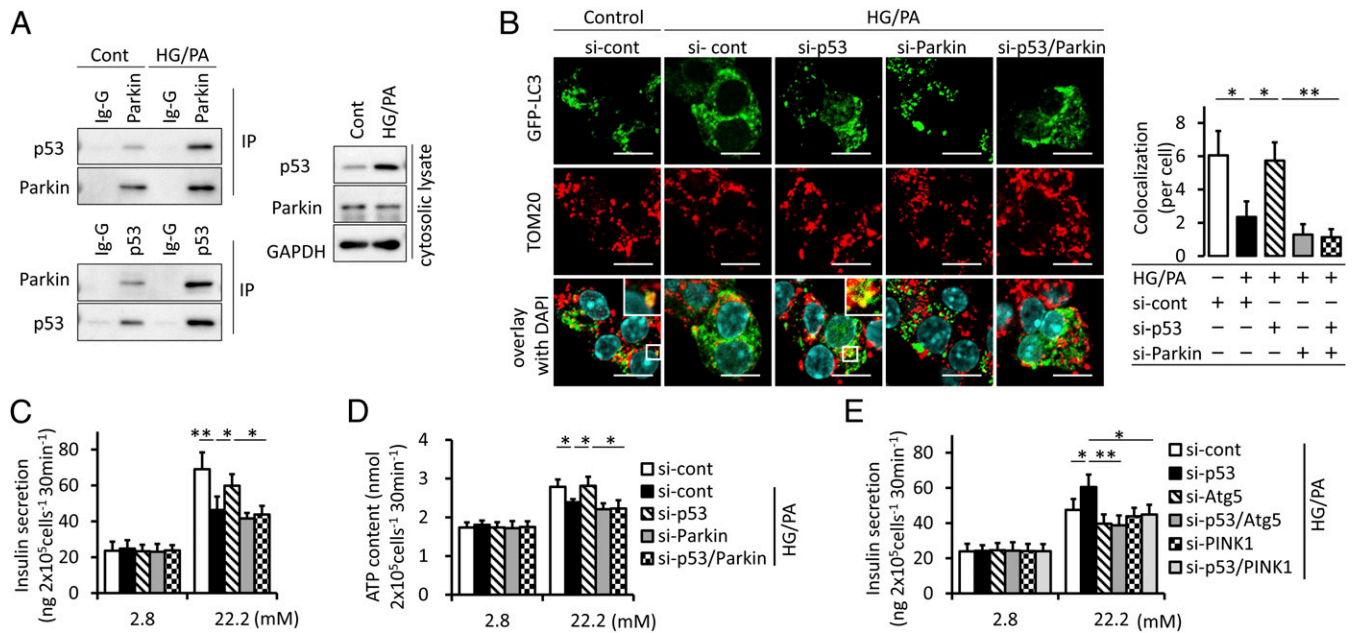 A
Cont HG/PA
Ig-G Parkin Ig-G Parkin
p53
Parkin
IP
Ig-G p53 Ig-G p53
Parkin
p53
IP
Cont HG/PA
p53
Parkin
GAPDH
cytosolic lysate
B
Control HG/PA
si-cont si- cont si-p53 si-Parkin si-p53/Parkin
GFP-LC3
TOM20
overlay
with DAPI
* * **
Colocalization
(per cell)
8
6
4
2
0
HG/PA – + + + +
si-cont + + – – –
si-p53 – – + – +
si-Parkin – – – + +
C
Insulin secretion
(ng 2x10⁵cells⁻¹ 30min⁻¹)
80
60
40
20
0
** * *
2.8 22.2 (mM)
D
ATP content (nmol
2x10⁵cells⁻¹ 30min⁻¹)
4
3
2
1
0
* * *
2.8 22.2 (mM)
si-cont
si-cont
si-p53
si-Parkin
si-p53/Parkin
HG/PA
E
Insulin secretion
(ng 2x10⁵cells⁻¹ 30min⁻¹)
80
60
40
20
0
*
* **
2.8 22.2 (mM)
si-cont
si-p53
si-Atg5
si-p53/Atg5
si-PINK1
si-p53/PINK1
HG/PA